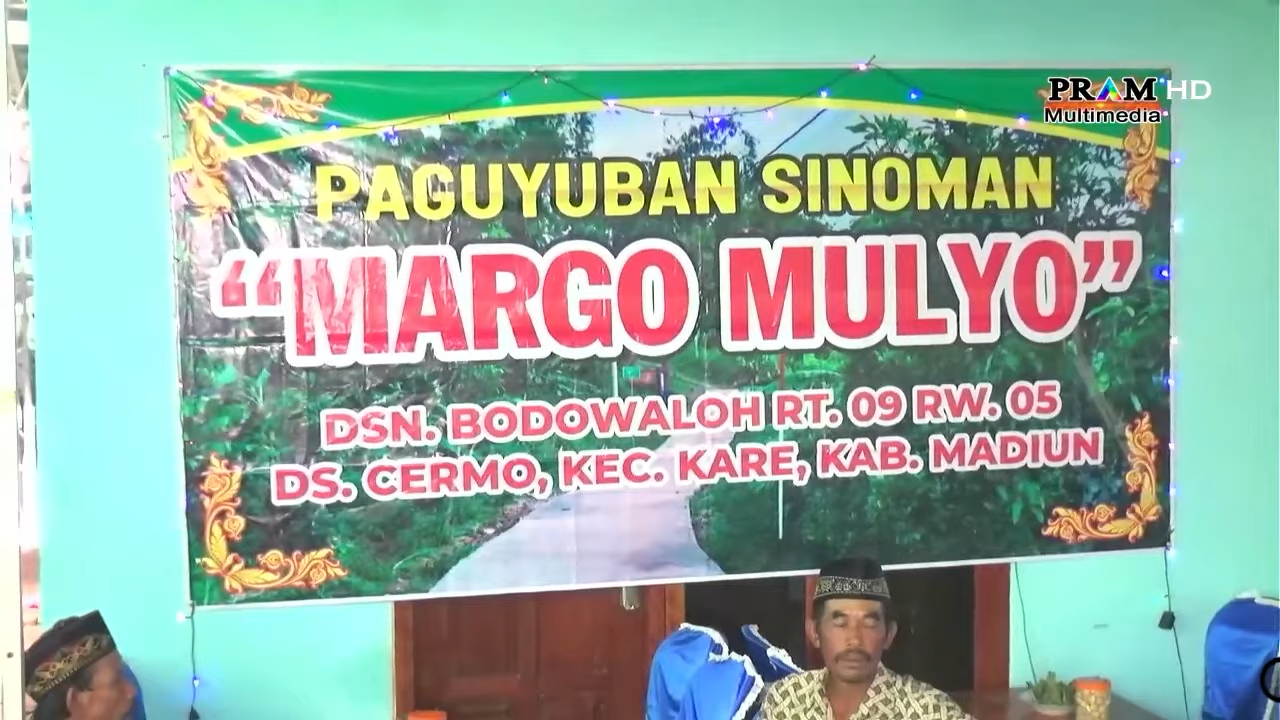 PRAM HD
Multimedia
PAGUYUBAN SINOMAN
“MARGO MULYO”
DSN. BODOWALOH RT. 09 RW. 05
DS. CERMO, KEC. KARE, KAB. MADIUN